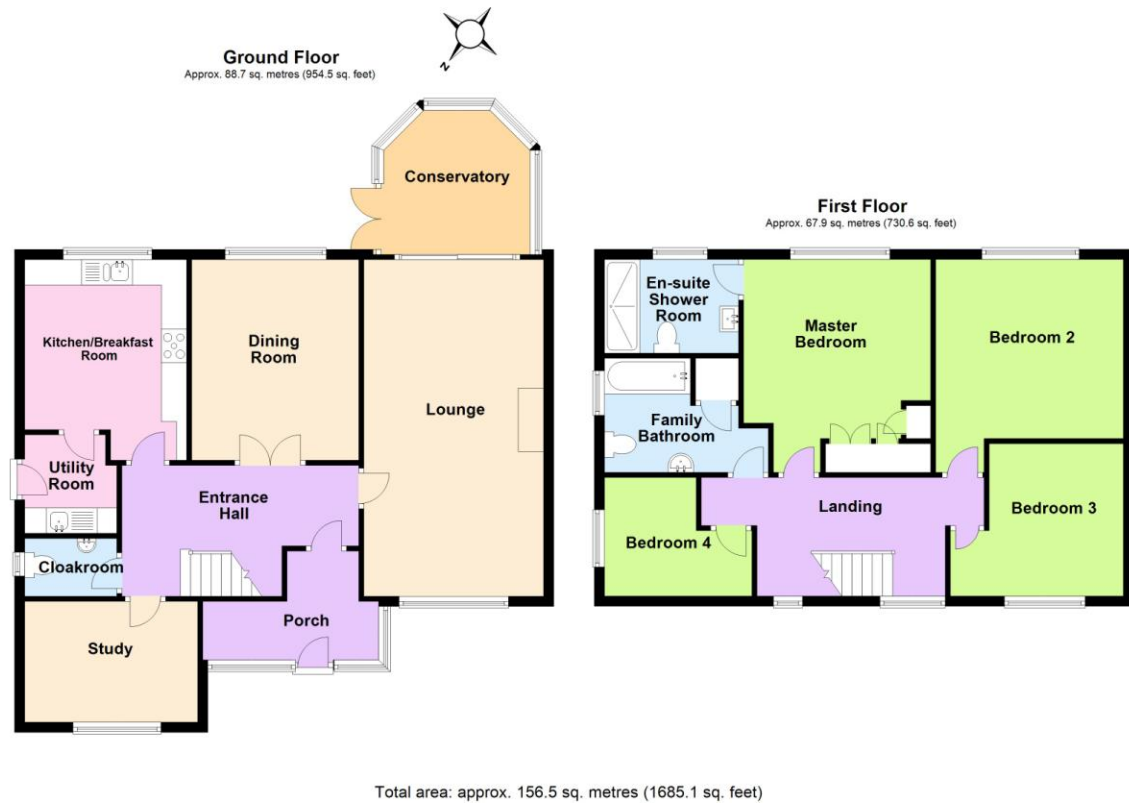 Ground Floor
Approx. 88.7 sq. metres (954.5 sq. feet)
N
Conservatory
Kitchen/Breakfast
Room
Dining
Room
Lounge
Utility
Room
Entrance
Hall
Cloakroom
Porch
Study
First Floor
Approx. 67.9 sq. metres (730.6 sq. feet)
En-suite
Shower
Room
Master
Bedroom
Bedroom 2
Family
Bathroom
Landing
Bedroom 3
Bedroom 4
Total area: approx. 156.5 sq. metres (1685.1 sq. feet)